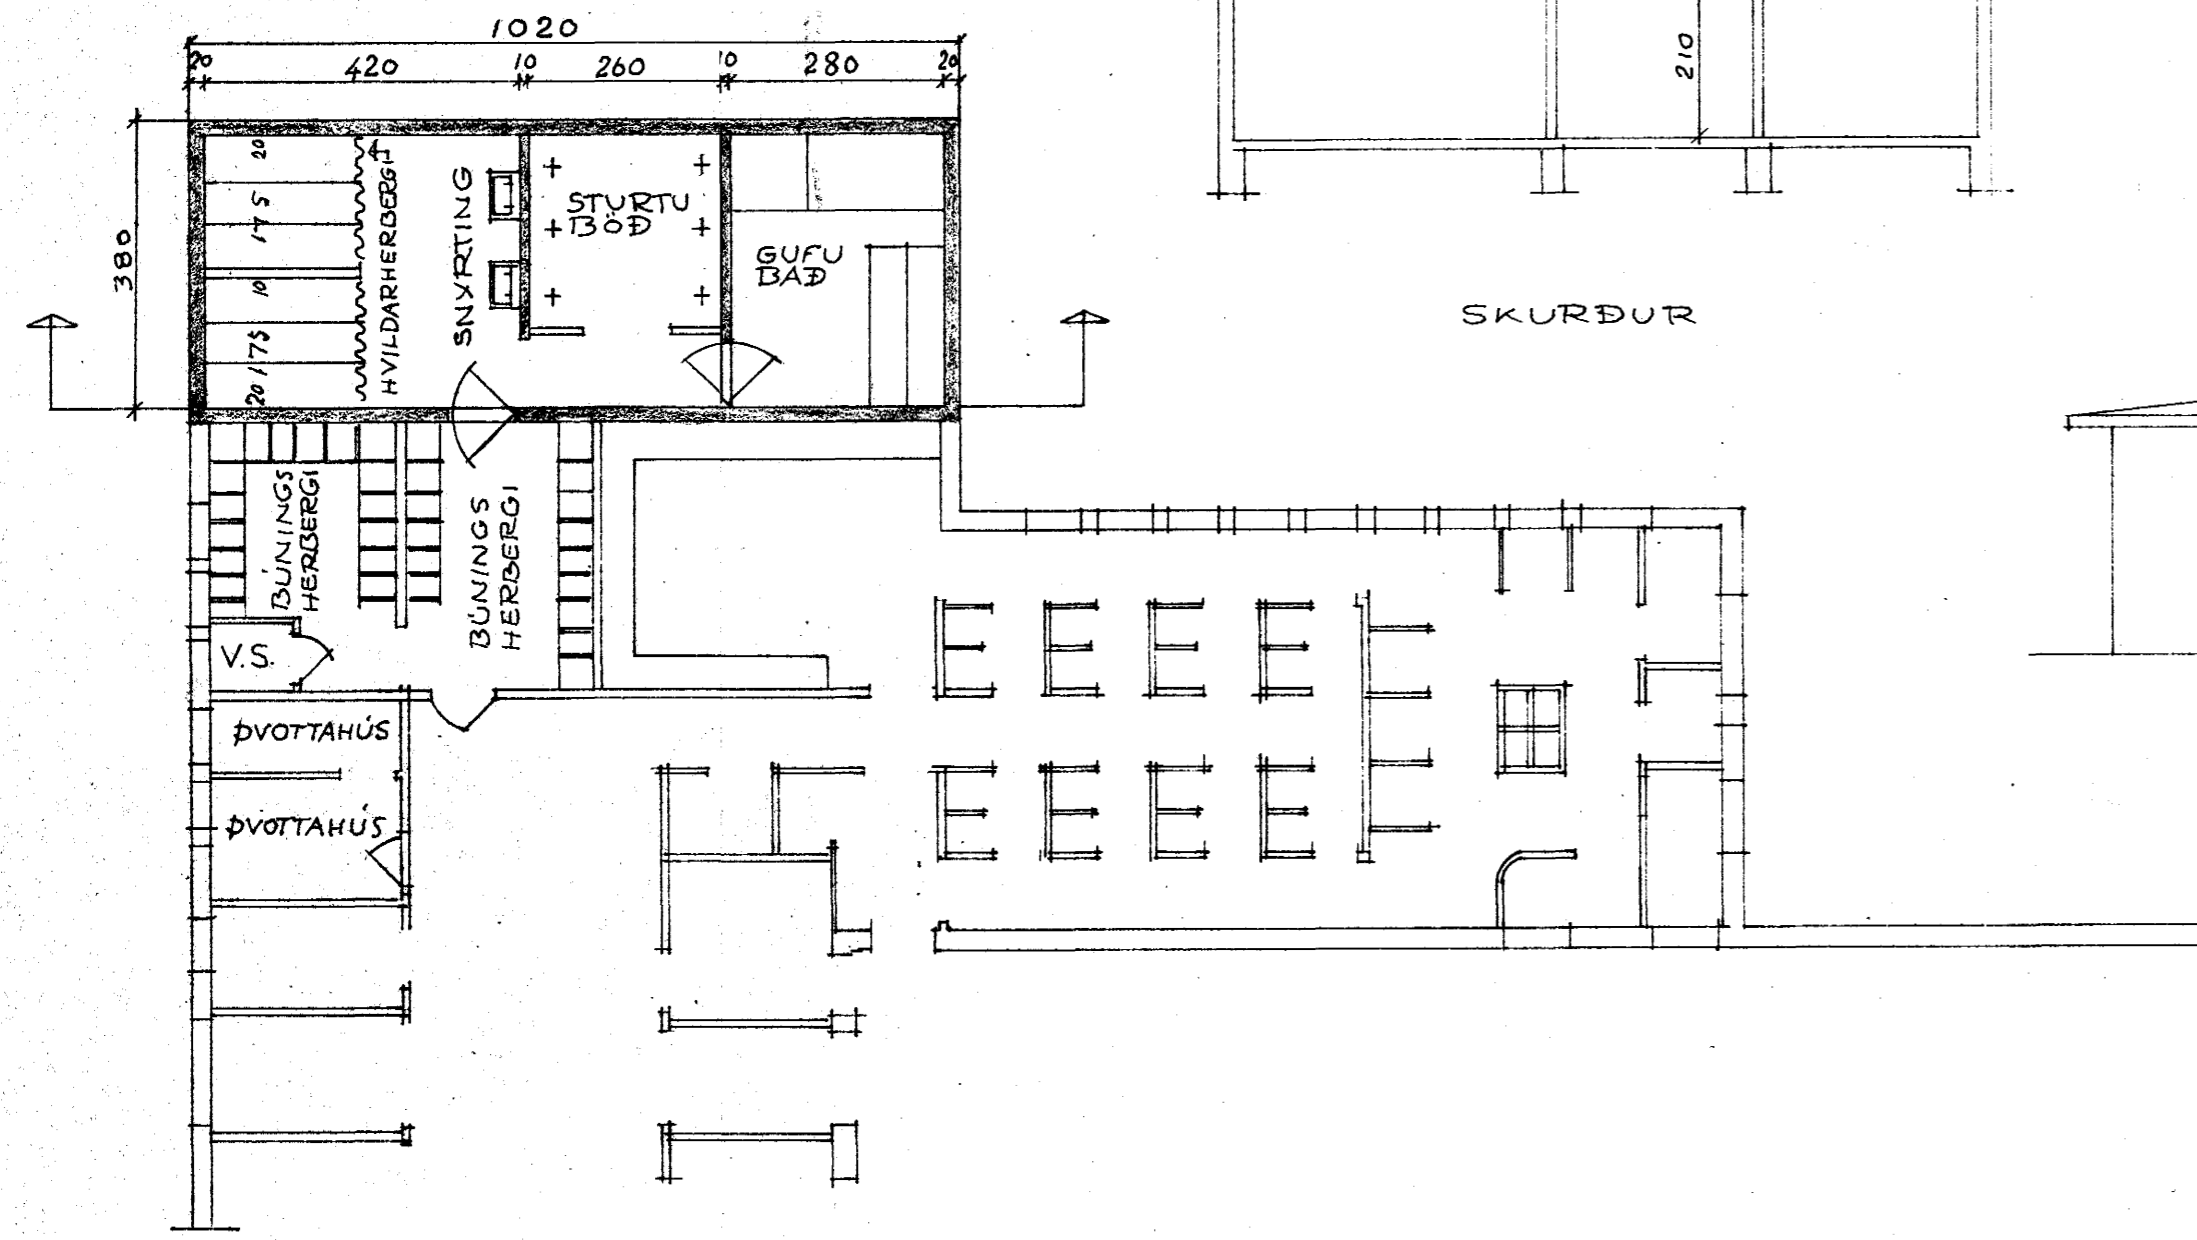 1020
20 420 10 260 10 280 20
210
380
20
175
10
175
20
HVILDARHERBERGI
SNYRTING
STURTU
BÖÐ
GUFU
BAÐ
SKURÐUR
BÚNINGS
HERBERGI
BÚNINGS
HERBERGI
V.S.
ÞVOTTAHÚS
ÞVOTTAHÚS